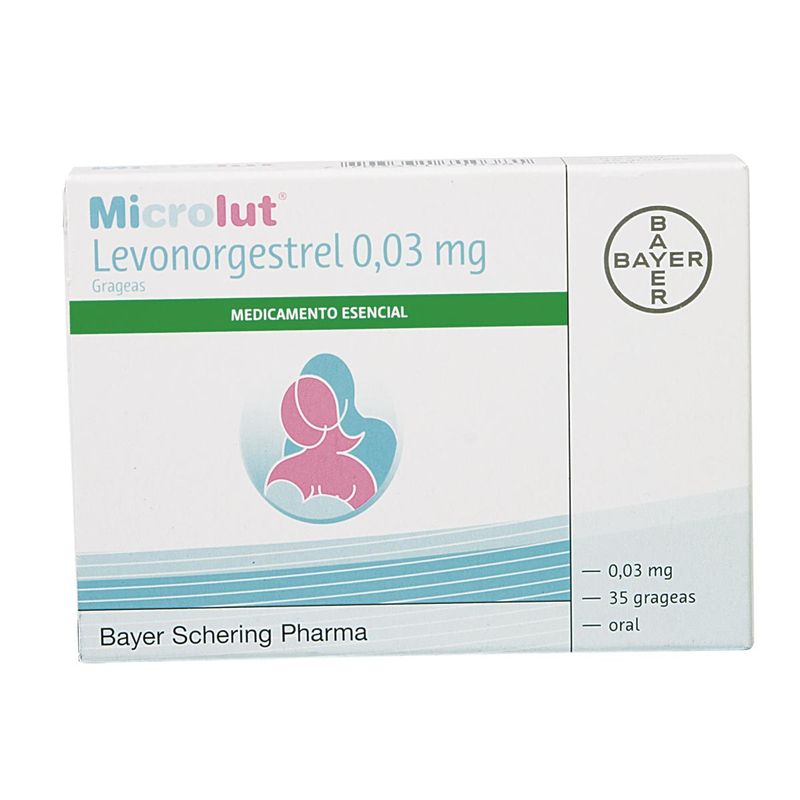 Microlut®
Levonorgestrel 0,03 mg
Grageas
MEDICAMENTO ESENCIAL
BAYER
BAYER
— 0,03 mg
— 35 grageas
— oral
Bayer Schering Pharma